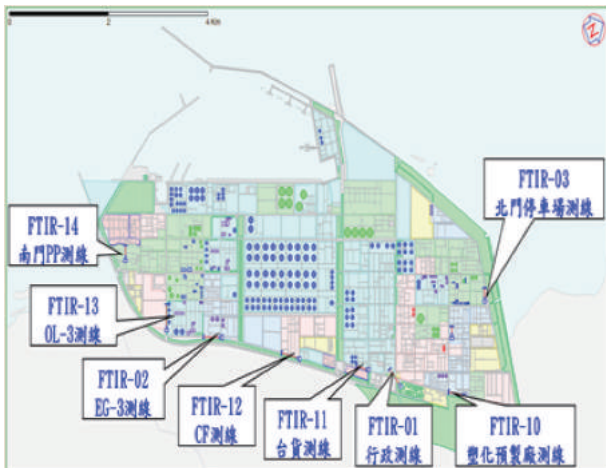 0 2 4 Km
Z
FTIR-03
北門停車場測線
FTIR-14
南門PP測線
FTIR-13
OL-3測線
FTIR-02
EG-3測線
FTIR-12
CF測線
FTIR-11
台貨測線
FTIR-01
行政測線
FTIR-10
塑化預製廠測線